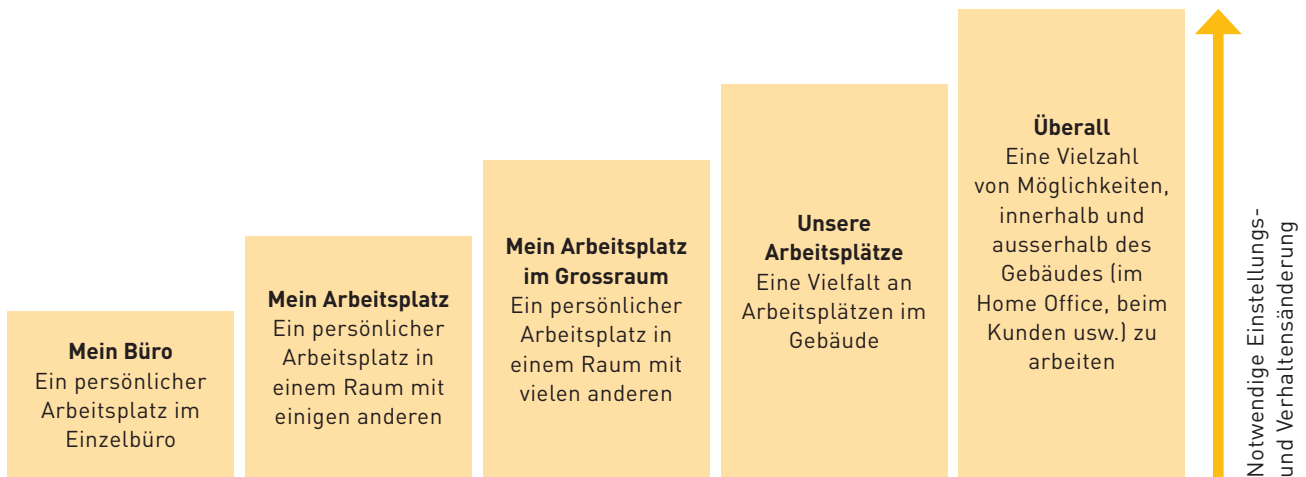 Mein Büro
Ein persönlicher
Arbeitsplatz im
Einzelbüro
Mein Arbeitsplatz
Ein persönlicher
Arbeitsplatz in
einem Raum mit
einigen anderen
Mein Arbeitsplatz
im Grossraum
Ein persönlicher
Arbeitsplatz in
einem Raum mit
vielen anderen
Unsere
Arbeitsplätze
Eine Vielfalt an
Arbeitsplätzen im
Gebäude
Überall
Eine Vielzahl
von Möglichkeiten,
innerhalb und
ausserhalb des
Gebäudes (im
Home Office, beim
Kunden usw.) zu
arbeiten
Notwendige Einstellungs-
und Verhaltensänderung